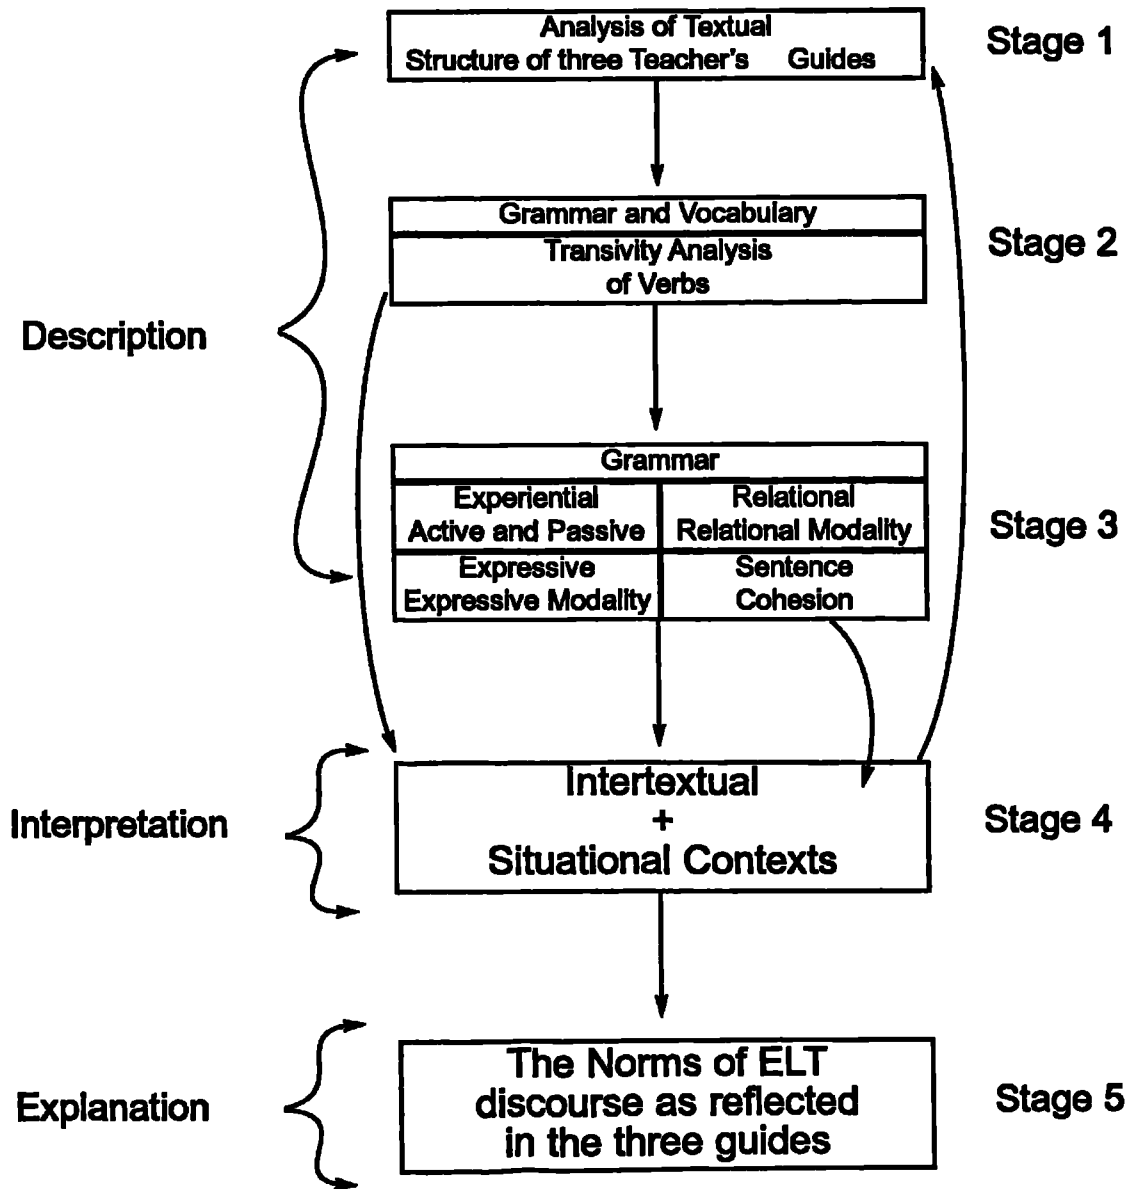 Analysis of Textual
Structure of three Teacher's Guides
Stage 1
Grammar and Vocabulary
Transivity Analysis
of Verbs
Stage 2
Description
Grammar
Experiential
Active and Passive
Relational
Relational Modality
Expressive
Expressive Modality
Sentence
Cohesion
Stage 3
Interpretation
Intertextual
+
Situational Contexts
Stage 4
Explanation
The Norms of ELT
discourse as reflected
in the three guides
Stage 5